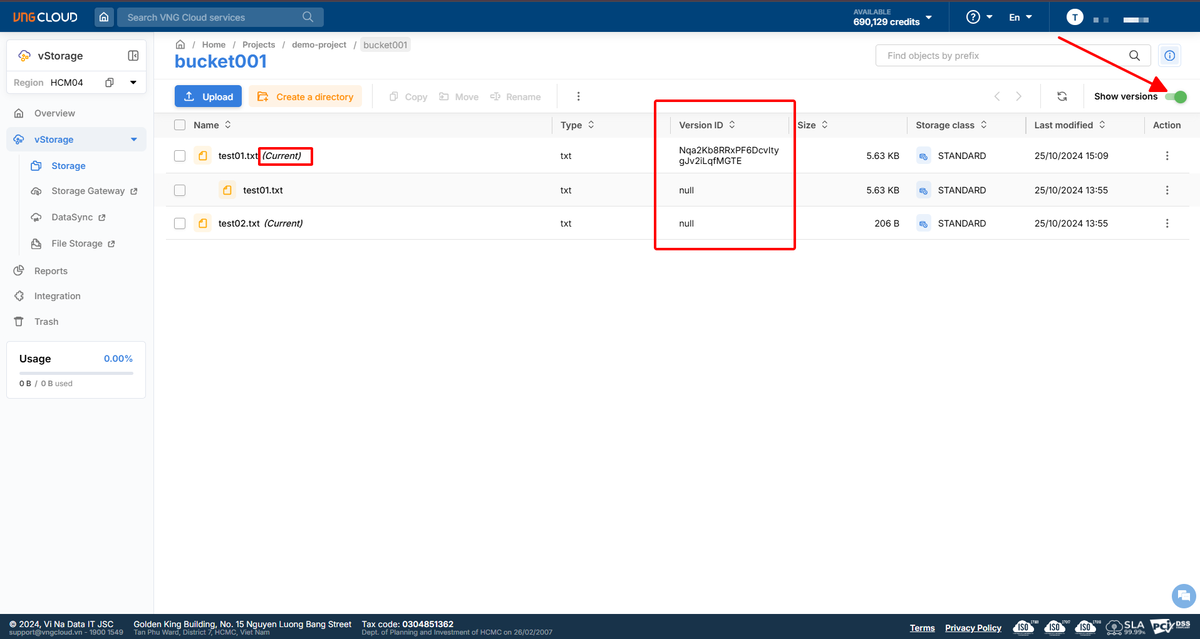 VNG CLOUD
Search VNG Cloud services
AVAILABLE
690,129 credits
En
T
vStorage
Region HCM04
Overview
vStorage
Storage
Storage Gateway
DataSync
File Storage
Reports
Integration
Trash
Usage 0.00%
0 B / 0 B used
/ Home / Projects / demo-project / bucket001
bucket001
Find objects by prefix
Upload Create a directory Copy Move Rename Show versions
Name Type Version ID Size Storage class Last modified Action
test01.txt (Current) txt Nqa2Kb8RRxPF6DcvIty
gJv2iLqfMGTE 5.63 KB STANDARD 25/10/2024 15:09
test01.txt txt null 5.63 KB STANDARD 25/10/2024 13:55
test02.txt (Current) txt null 206 B STANDARD 25/10/2024 13:55
© 2024, Vi Na Data IT JSC
support@vngcloud.vn - 1900 1549
Golden King Building, No. 15 Nguyen Luong Bang Street
Tan Phu Ward, District 7, HCMC, Viet Nam
Tax code: 0304851362
Dept. of Planning and Investment of HCMC on 26/02/2007
Terms Privacy Policy
ISO ISO ISO
SLA
99.99%
PCI DSS